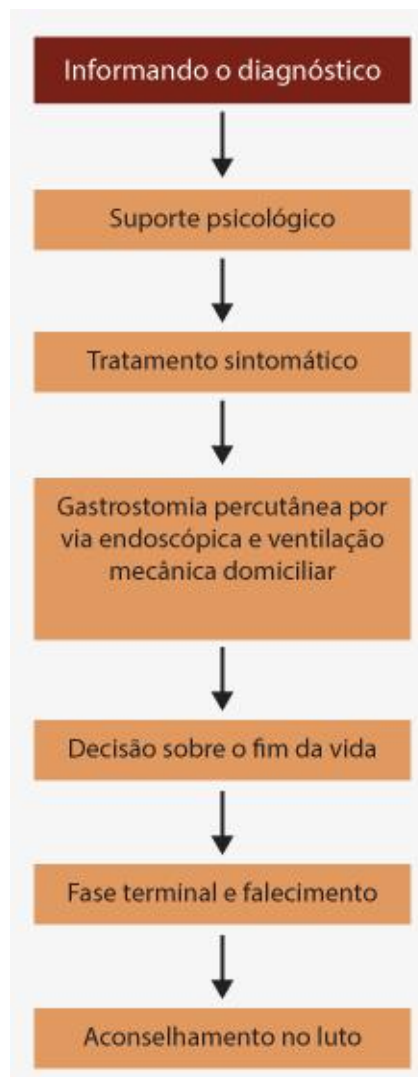 Informando o diagnóstico
Suporte psicológico
Tratamento sintomático
Gastrostomia percutânea por
via endoscópica e ventilação
mecânica domiciliar
Decisão sobre o fim da vida
Fase terminal e falecimento
Aconselhamento no luto